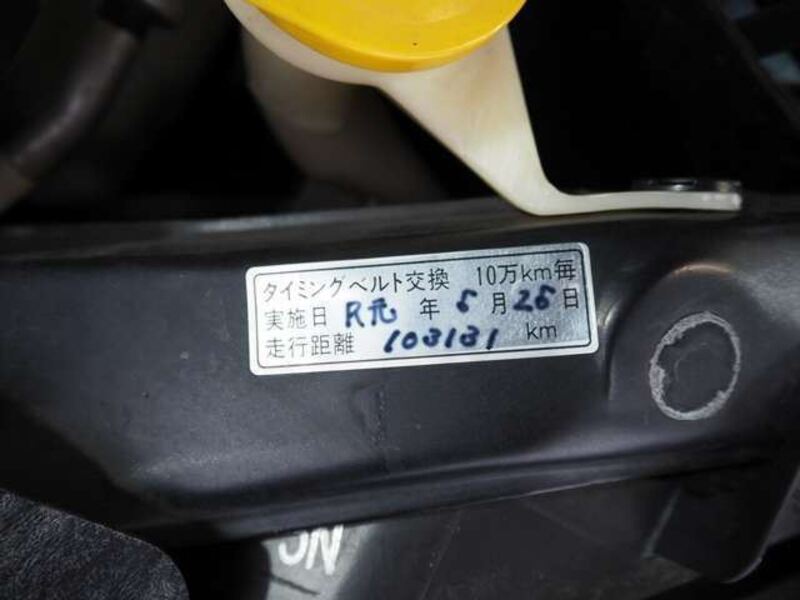 タイミングベルト交換 10万km毎
実施日 R元 年 5 月 25 日
走行距離 103131 km